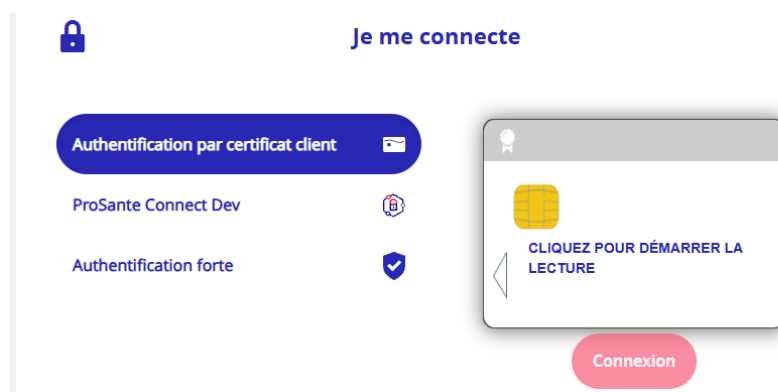 Je me connecte
Authentification par certificat client
ProSante Connect Dev
Authentification forte
CLIQUEZ POUR DÉMARRER LA
LECTURE
Connexion